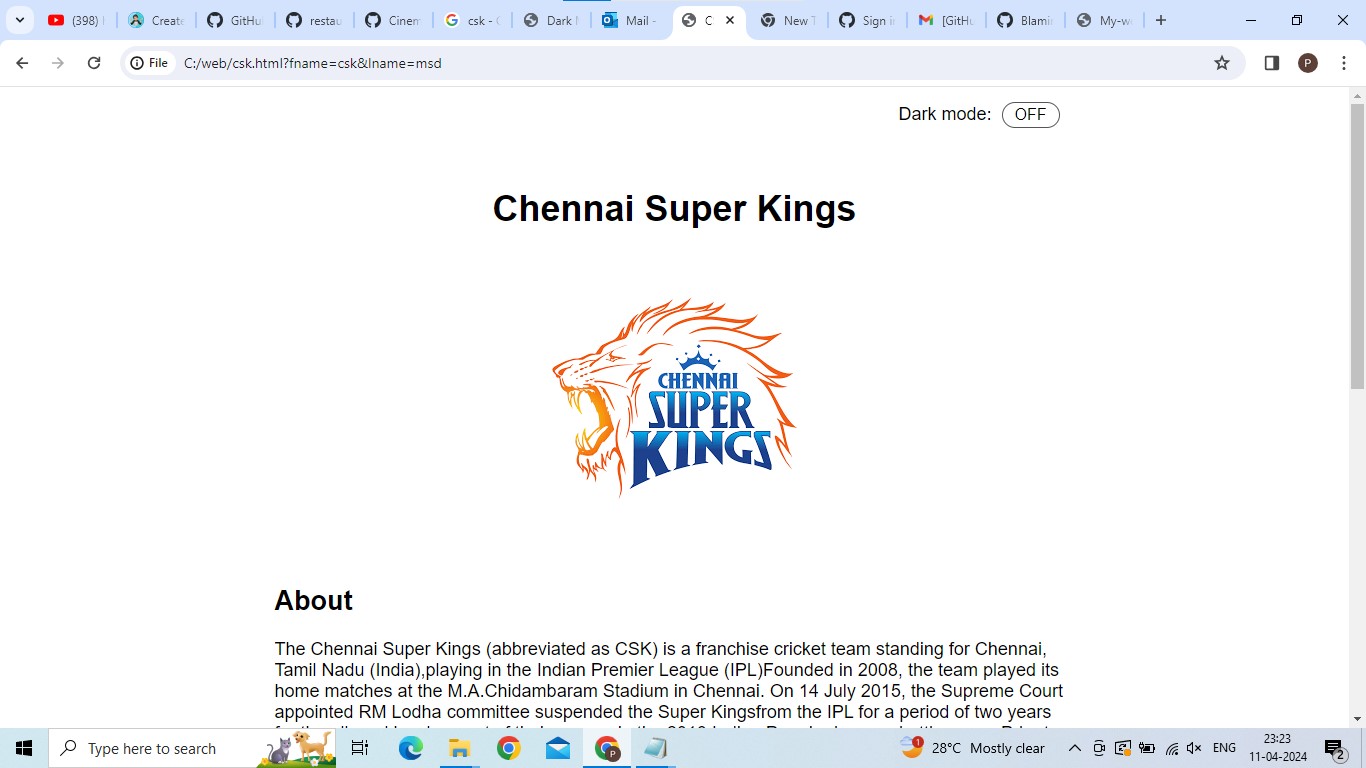 (398)
Create
GitHu
restau
Cinem
csk - G
Dark M
Mail -
C
New T
Sign in
[GitHu
Blamin
My-we
File
C:/web/csk.html?fname=csk&lname=msd
P
Dark mode: OFF
Chennai Super Kings
CHENNAI
SUPER
KINGS
About
The Chennai Super Kings (abbreviated as CSK) is a franchise cricket team standing for Chennai,
Tamil Nadu (India),playing in the Indian Premier League (IPL)Founded in 2008, the team played its
home matches at the M.A.Chidambaram Stadium in Chennai. On 14 July 2015, the Supreme Court
appointed RM Lodha committee suspended the Super Kingsfrom the IPL for a period of two years
Type here to search
P
1
28°C Mostly clear
ENG
23:23
11-04-2024
2